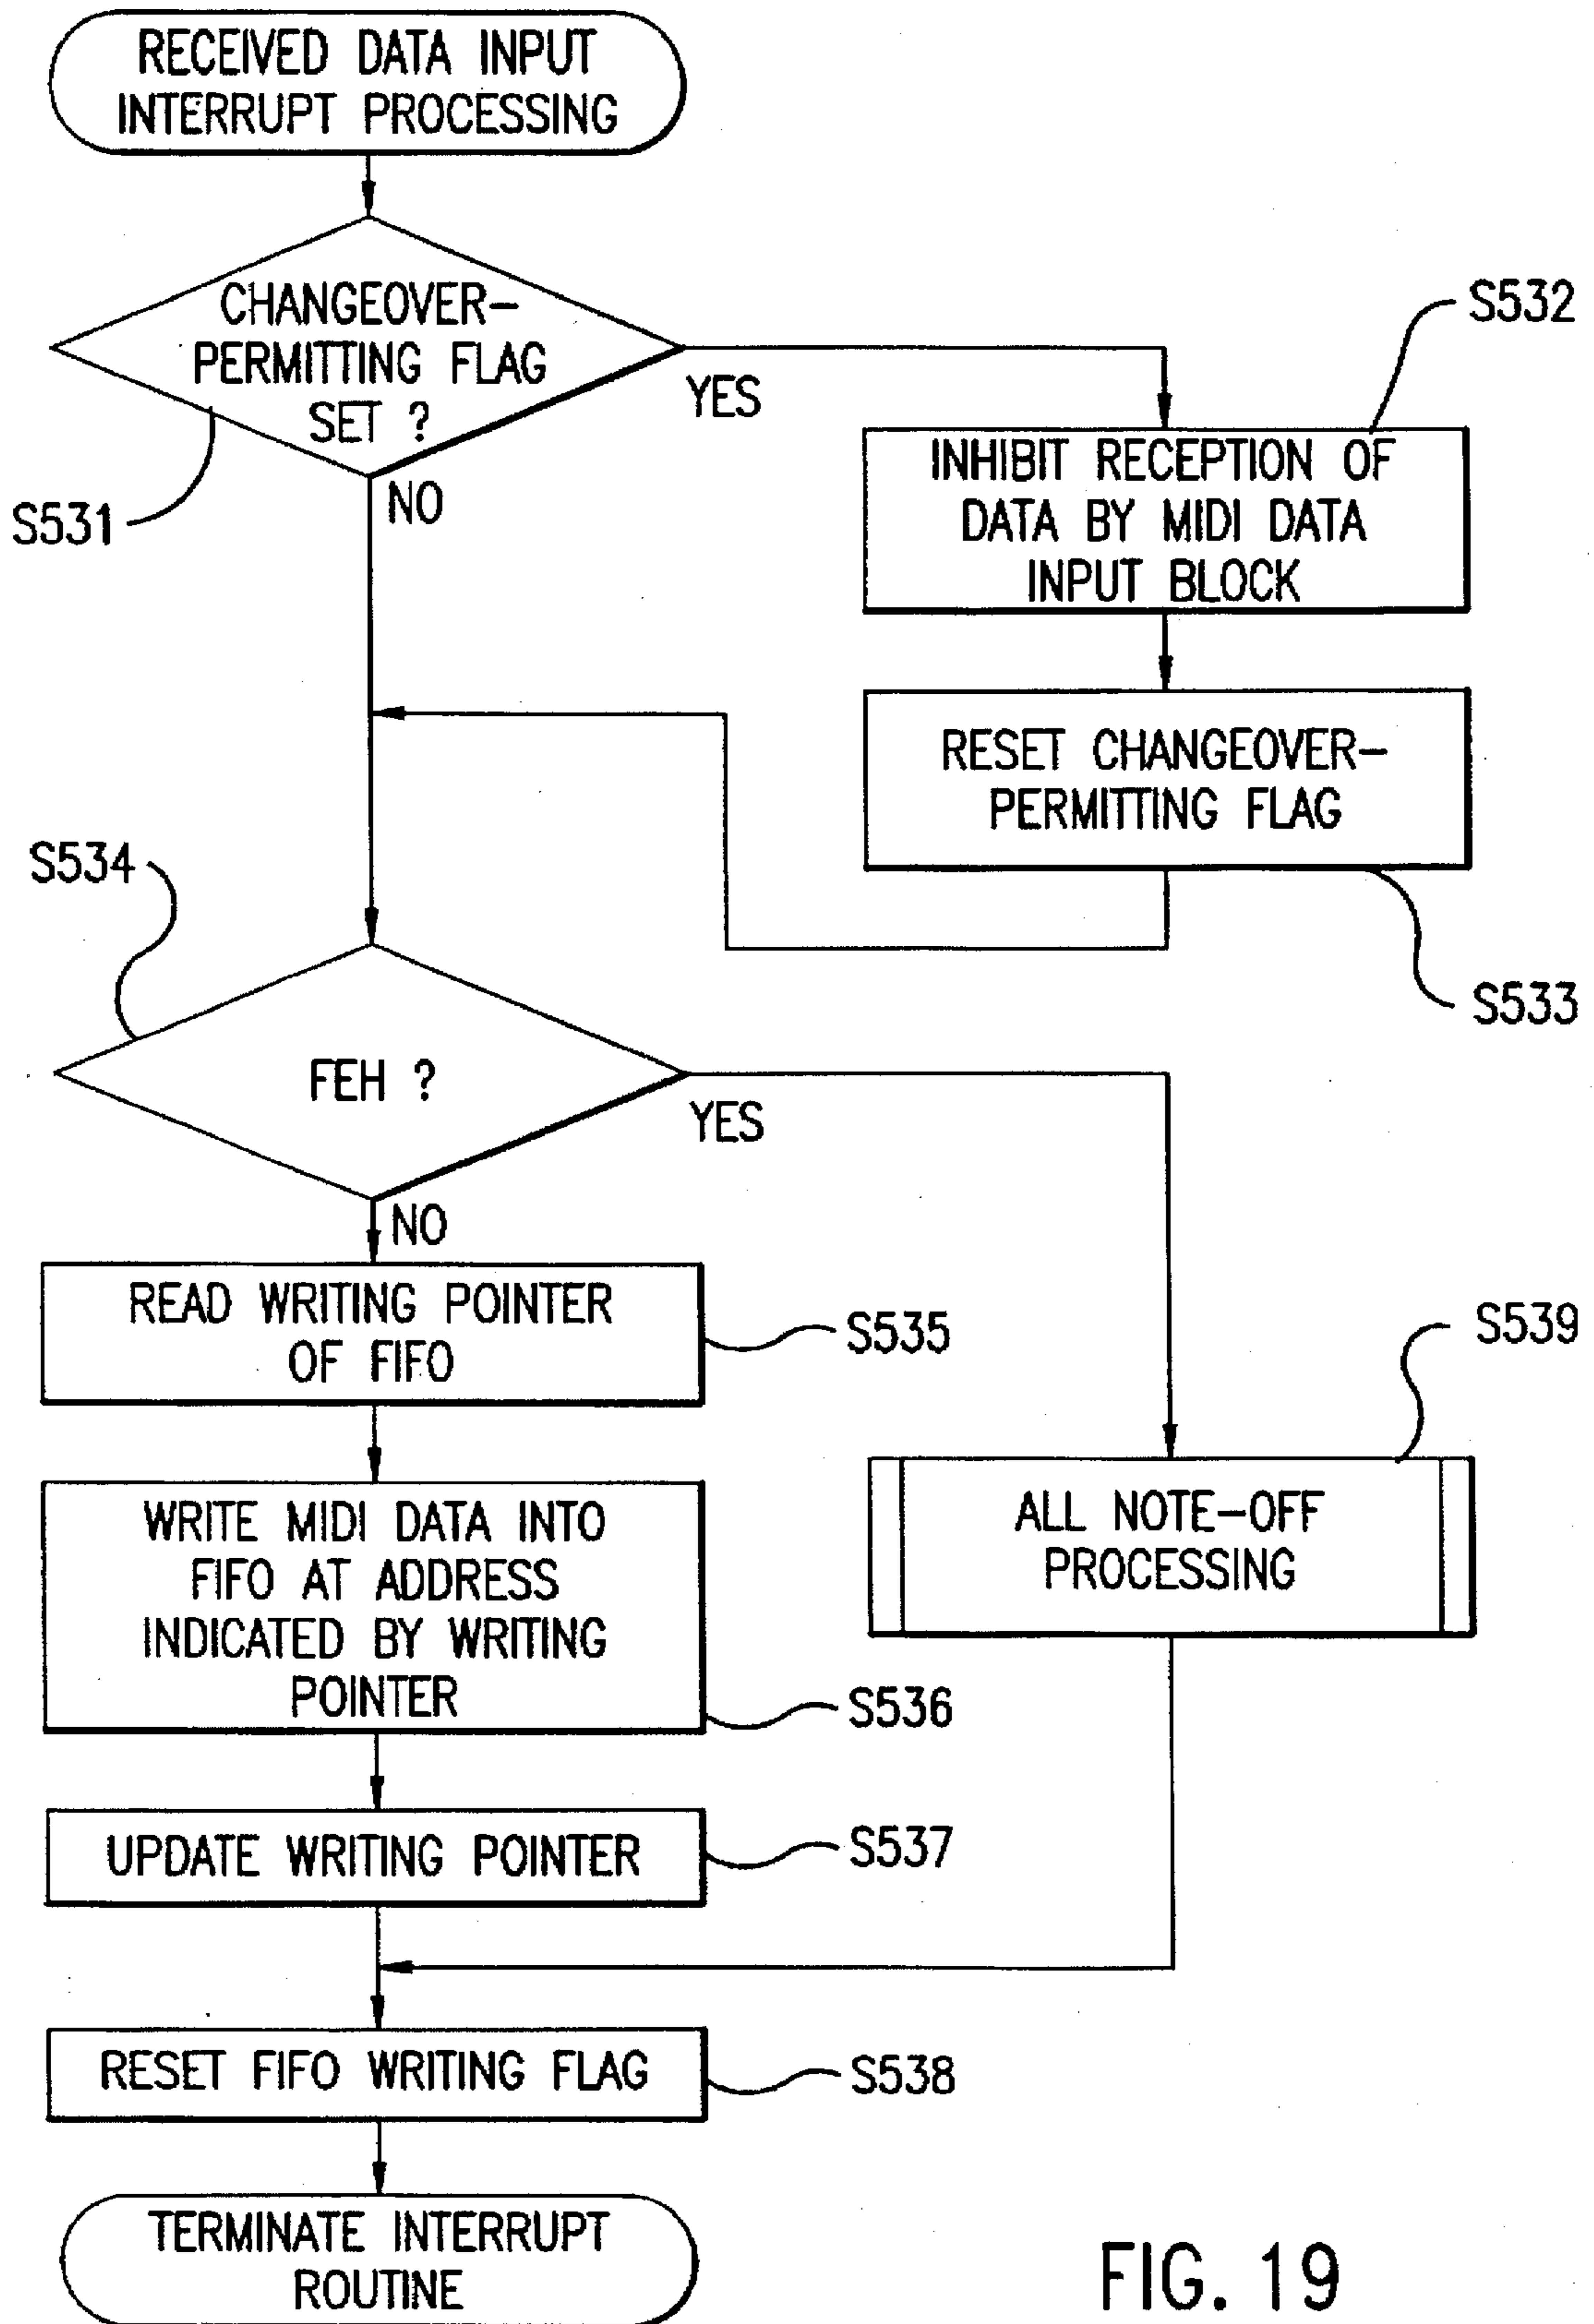 RECEIVED DATA INPUT
INTERRUPT PROCESSING
CHANGEOVER-
PERMITTING FLAG
SET ?
S531
YES
NO
S532
INHIBIT RECEPTION OF
DATA BY MIDI DATA
INPUT BLOCK
RESET CHANGEOVER-
PERMITTING FLAG
S533
S534
FEH ?
YES
NO
READ WRITING POINTER
OF FIFO
S535
S539
ALL NOTE-OFF
PROCESSING
WRITE MIDI DATA INTO
FIFO AT ADDRESS
INDICATED BY WRITING
POINTER
S536
UPDATE WRITING POINTER
S537
RESET FIFO WRITING FLAG
S538
TERMINATE INTERRUPT
ROUTINE
FIG. 19